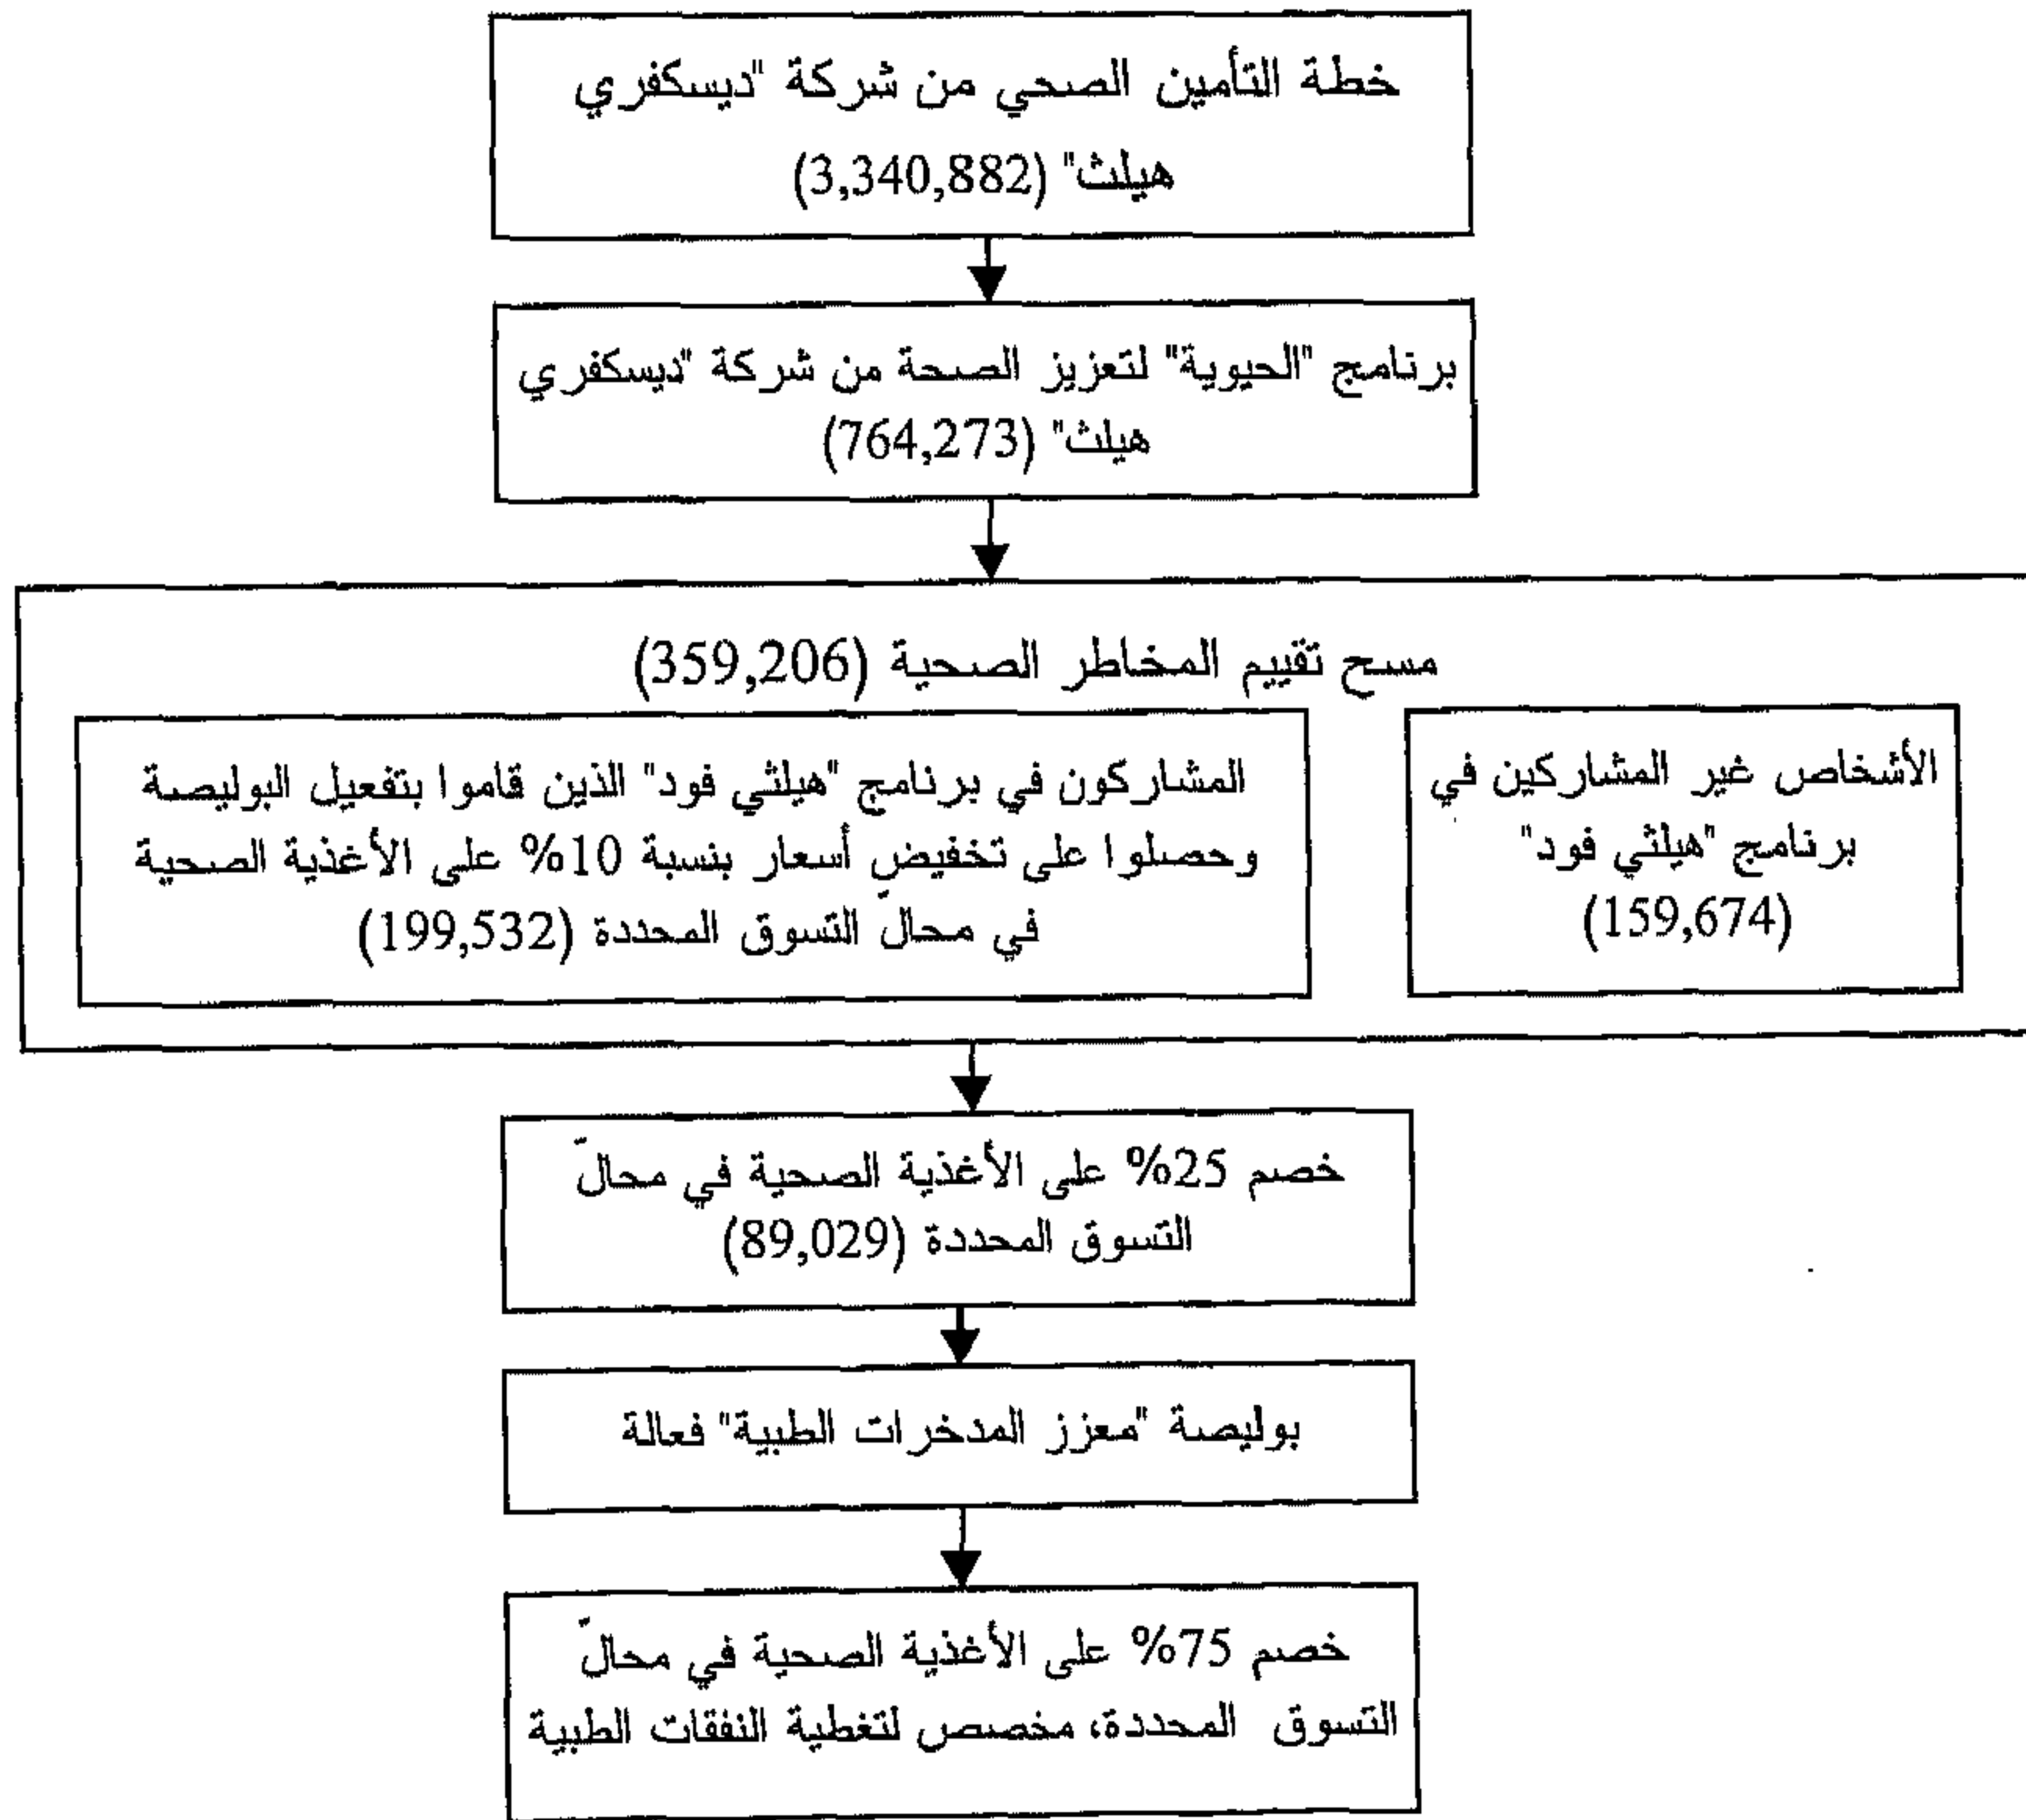 خطة التأمين الصحي من شركة "ديسكفري
هيلث" (3,340,882)
برنامج "الحيوية" لتعزيز الصحة من شركة "ديسكفري
هيلث" (764,273)
مسح تقييم المخاطر الصحية (359,206)
الأشخاص غير المشاركين في
برنامج "هيلثي فود"
(159,674)
المشاركون في برنامج "هيلثي فود" الذين قاموا بتفعيل البوليصة
وحصلوا على تخفيض أسعار بنسبة 10% على الأغذية الصحية
في محالّ التسوق المحددة (199,532)
خصم 25% على الأغذية الصحية في محالّ
التسوق المحددة (89,029)
بوليصة "معزز المدخرات الطبية" فعالة
خصم 75% على الأغذية الصحية في محالّ
التسوق المحددة، مخصص لتغطية النفقات الطبية